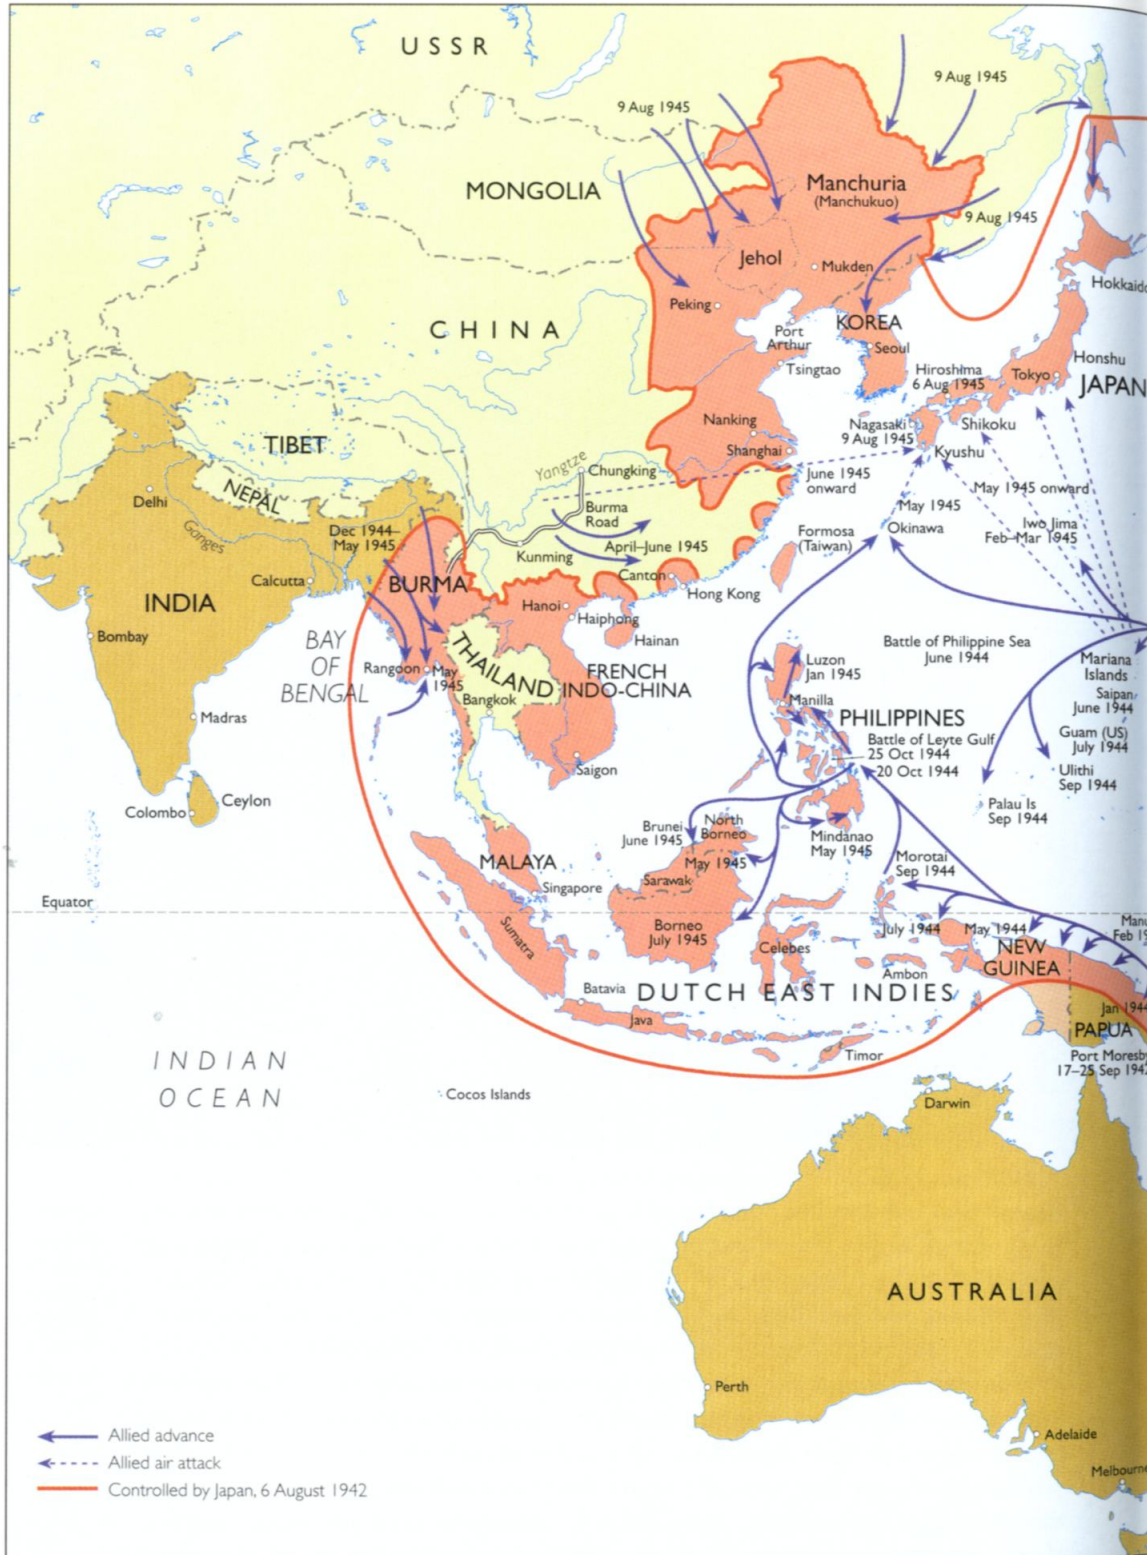 USSR
9 Aug 1945
9 Aug 1945
MONGOLIA
Manchuria
(Manchukuo)
9 Aug 1945
Jehol
Mukden
Hokkaido
Peking
CHINA
Port
Arthur
KOREA
Seoul
Tsingtao
Hiroshima
6 Aug 1945
Tokyo
Honshu
JAPAN
Nanking
Nagasaki
9 Aug 1945
Shikoku
Shanghai
Kyushu
TIBET
Yangtze
Chungking
June 1945
onward
May 1945 onward
NEPAL
Delhi
Burma
Road
May 1945
Ganges
Dec 1944–
May 1945
Formosa
(Taiwan)
Okinawa
Iwo Jima
Feb–Mar 1945
Kunming
April–June 1945
Calcutta
BURMA
Canton
Hong Kong
INDIA
Hanoi
Haiphong
Bombay
Hainan
BAY
OF
BENGAL
THAILAND
Battle of Philippine Sea
June 1944
Rangoon
May
1945
FRENCH
INDO-CHINA
Luzon
Jan 1945
Mariana
Islands
Saipan
June 1944
Bangkok
Manilla
Madras
PHILIPPINES
Guam (US)
July 1944
Battle of Leyte Gulf
25 Oct 1944
20 Oct 1944
Saigon
Ulithi
Sep 1944
Colombo
Ceylon
Palau Is
Sep 1944
Brunei
June 1945
North
Borneo
Mindanao
May 1945
MALAYA
May 1945
Morotai
Sep 1944
Sarawak
Singapore
Equator
Sumatra
Borneo
July 1945
July 1944
May 1944
Feb 19
Celebes
NEW
GUINEA
Ambon
Batavia
DUTCH EAST INDIES
Java
Jan 1944
PAPUA
Timor
Port Moresby
17–25 Sep 1942
INDIAN
OCEAN
Cocos Islands
Darwin
AUSTRALIA
Perth
Adelaide
Melbourne
Allied advance
Allied air attack
Controlled by Japan, 6 August 1942